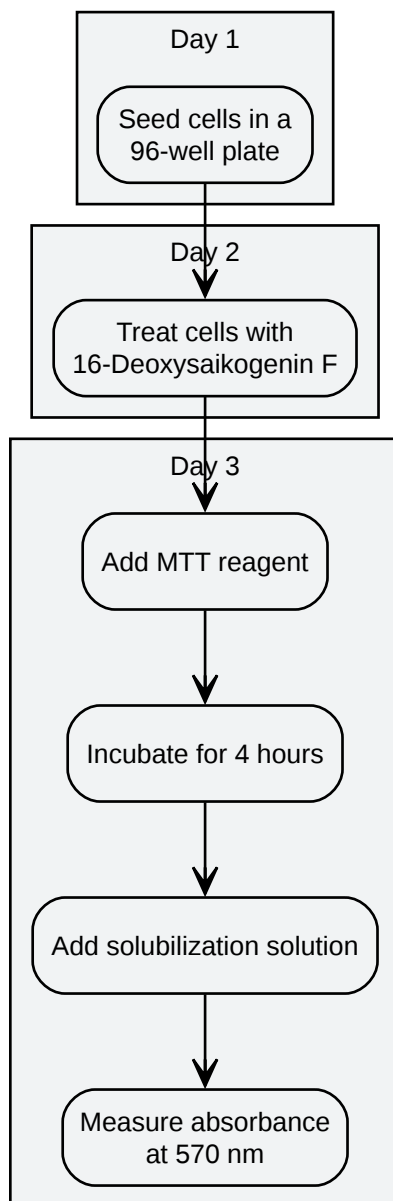 Day 1
Seed cells in a
96-well plate
Day 2
Treat cells with
16-Deoxysaikogenin F
Day 3
Add MTT reagent
Incubate for 4 hours
Add solubilization solution
Measure absorbance
at 570 nm